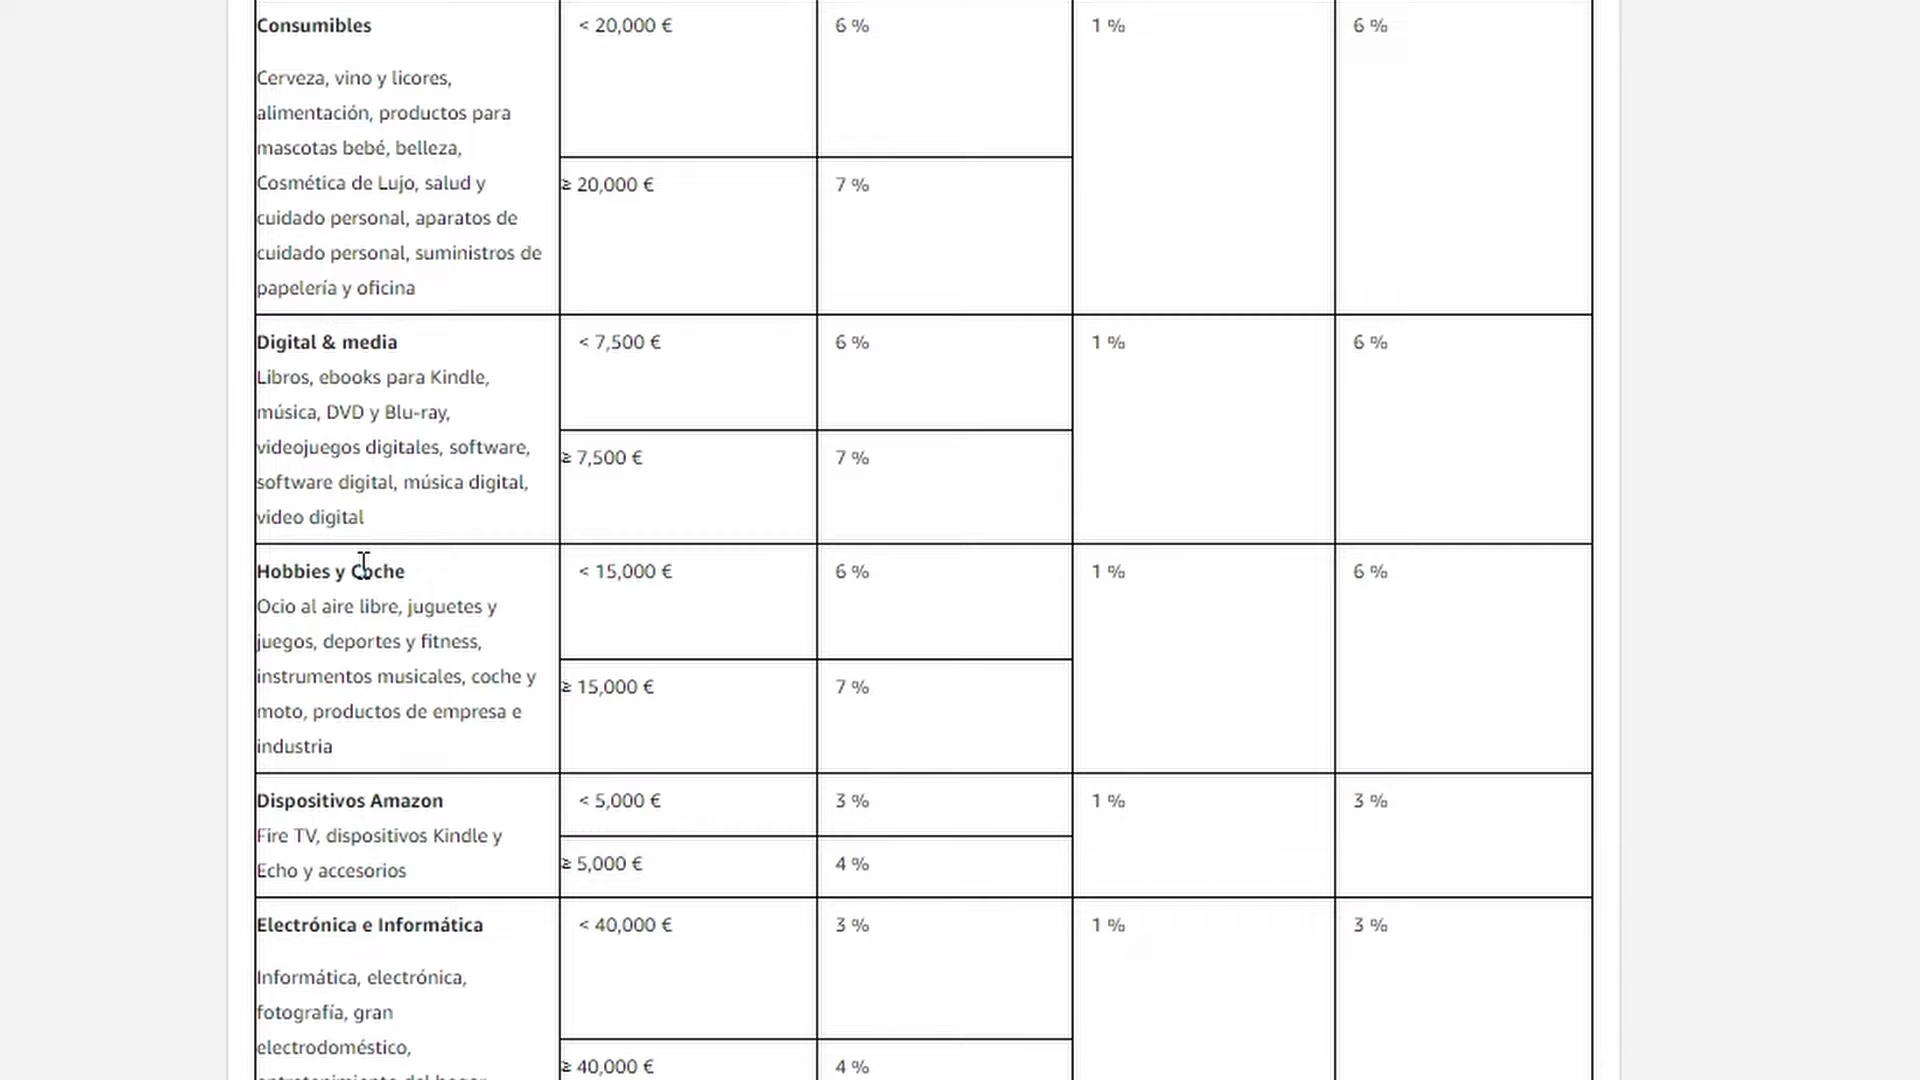 Consumibles < 20,000 € 6 % 1 % 6 %
Cerveza, vino y licores,
alimentación, productos para
mascotas bebé, belleza,
Cosmética de Lujo, salud y ≥ 20,000 € 7 %
cuidado personal, aparatos de
cuidado personal, suministros de
papelería y oficina
Digital & media < 7,500 € 6 % 1 % 6 %
Libros, ebooks para Kindle,
música, DVD y Blu-ray,
videojuegos digitales, software, ≥ 7,500 € 7 %
software digital, música digital,
video digital
Hobbies y Coche < 15,000 € 6 % 1 % 6 %
Ocio al aire libre, juguetes y
juegos, deportes y fitness,
instrumentos musicales, coche y ≥ 15,000 € 7 %
moto, productos de empresa e
industria
Dispositivos Amazon < 5,000 € 3 % 1 % 3 %
Fire TV, dispositivos Kindle y
Echo y accesorios ≥ 5,000 € 4 %
Electrónica e Informática < 40,000 € 3 % 1 % 3 %
Informática, electrónica,
fotografía, gran
electrodoméstico,
≥ 40,000 € 4 %